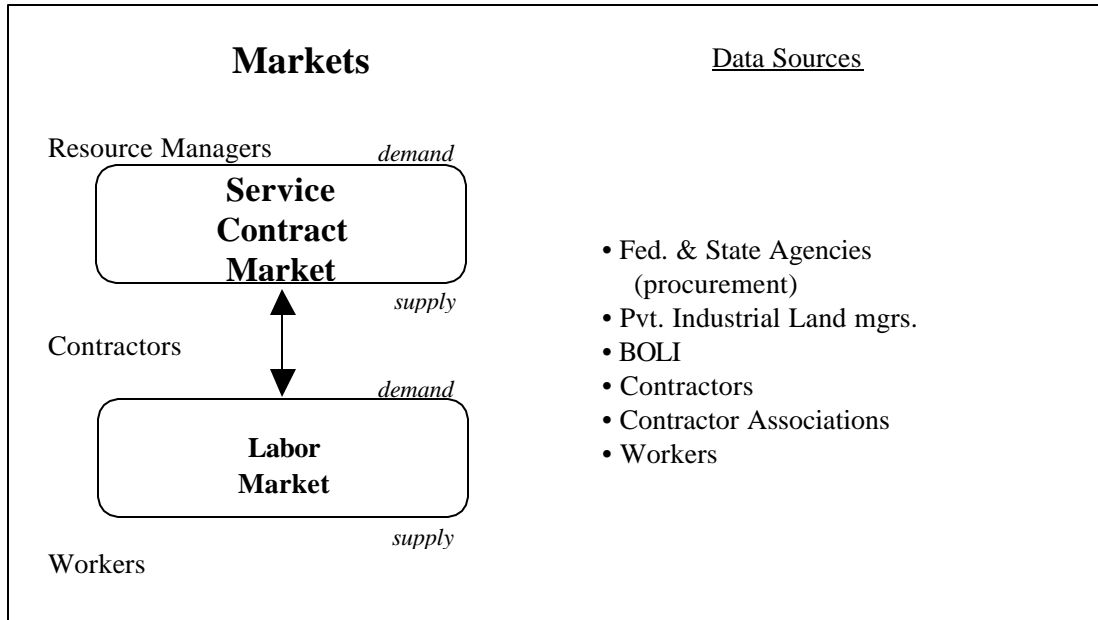 Markets
Data Sources
Resource Managers
demand
Service
Contract
Market
supply
Contractors
demand
Labor
Market
supply
Workers
• Fed. & State Agencies
(procurement)
• Pvt. Industrial Land mgrs.
• BOLI
• Contractors
• Contractor Associations
• Workers